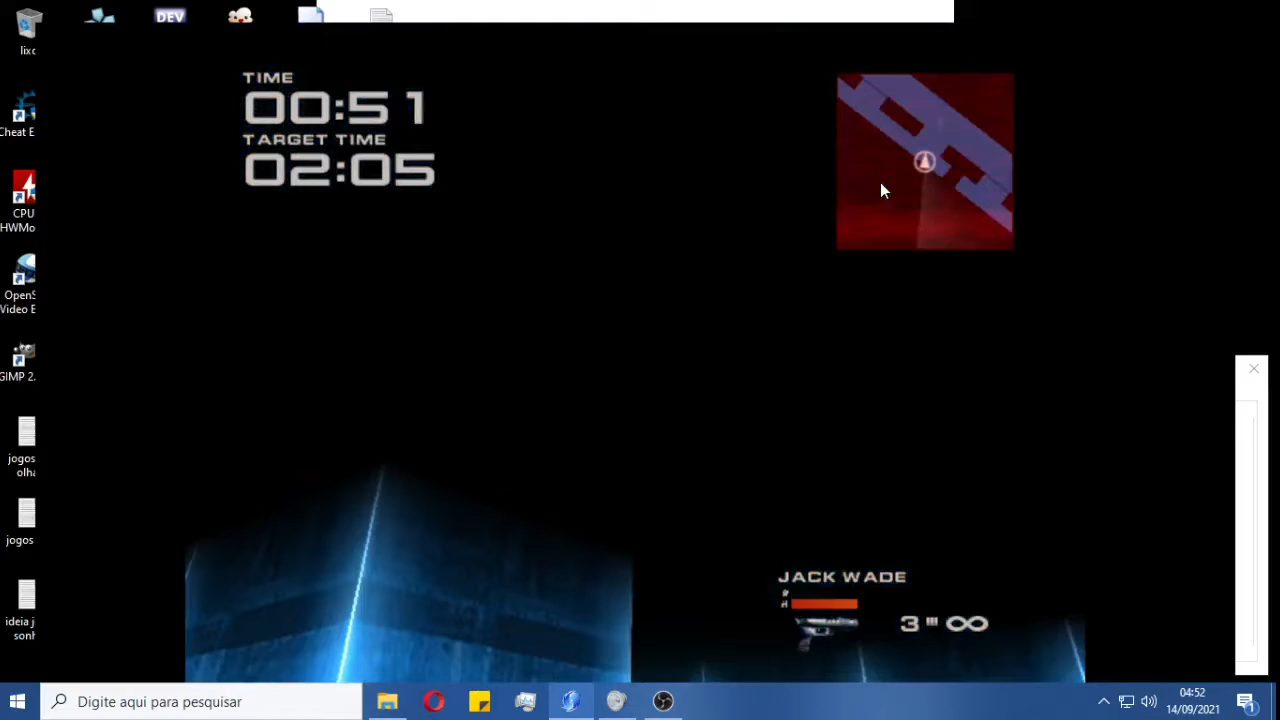 DEV
lixo
TIME
00:51
TARGET TIME
02:05
Cheat E
CPU
HWMo
OpenS
Video E
GIMP 2.
jogos
olha
jogos
ideia j
sonh
JACK WADE
3 ∞
Digite aqui para pesquisar
04:52
14/09/2021
1